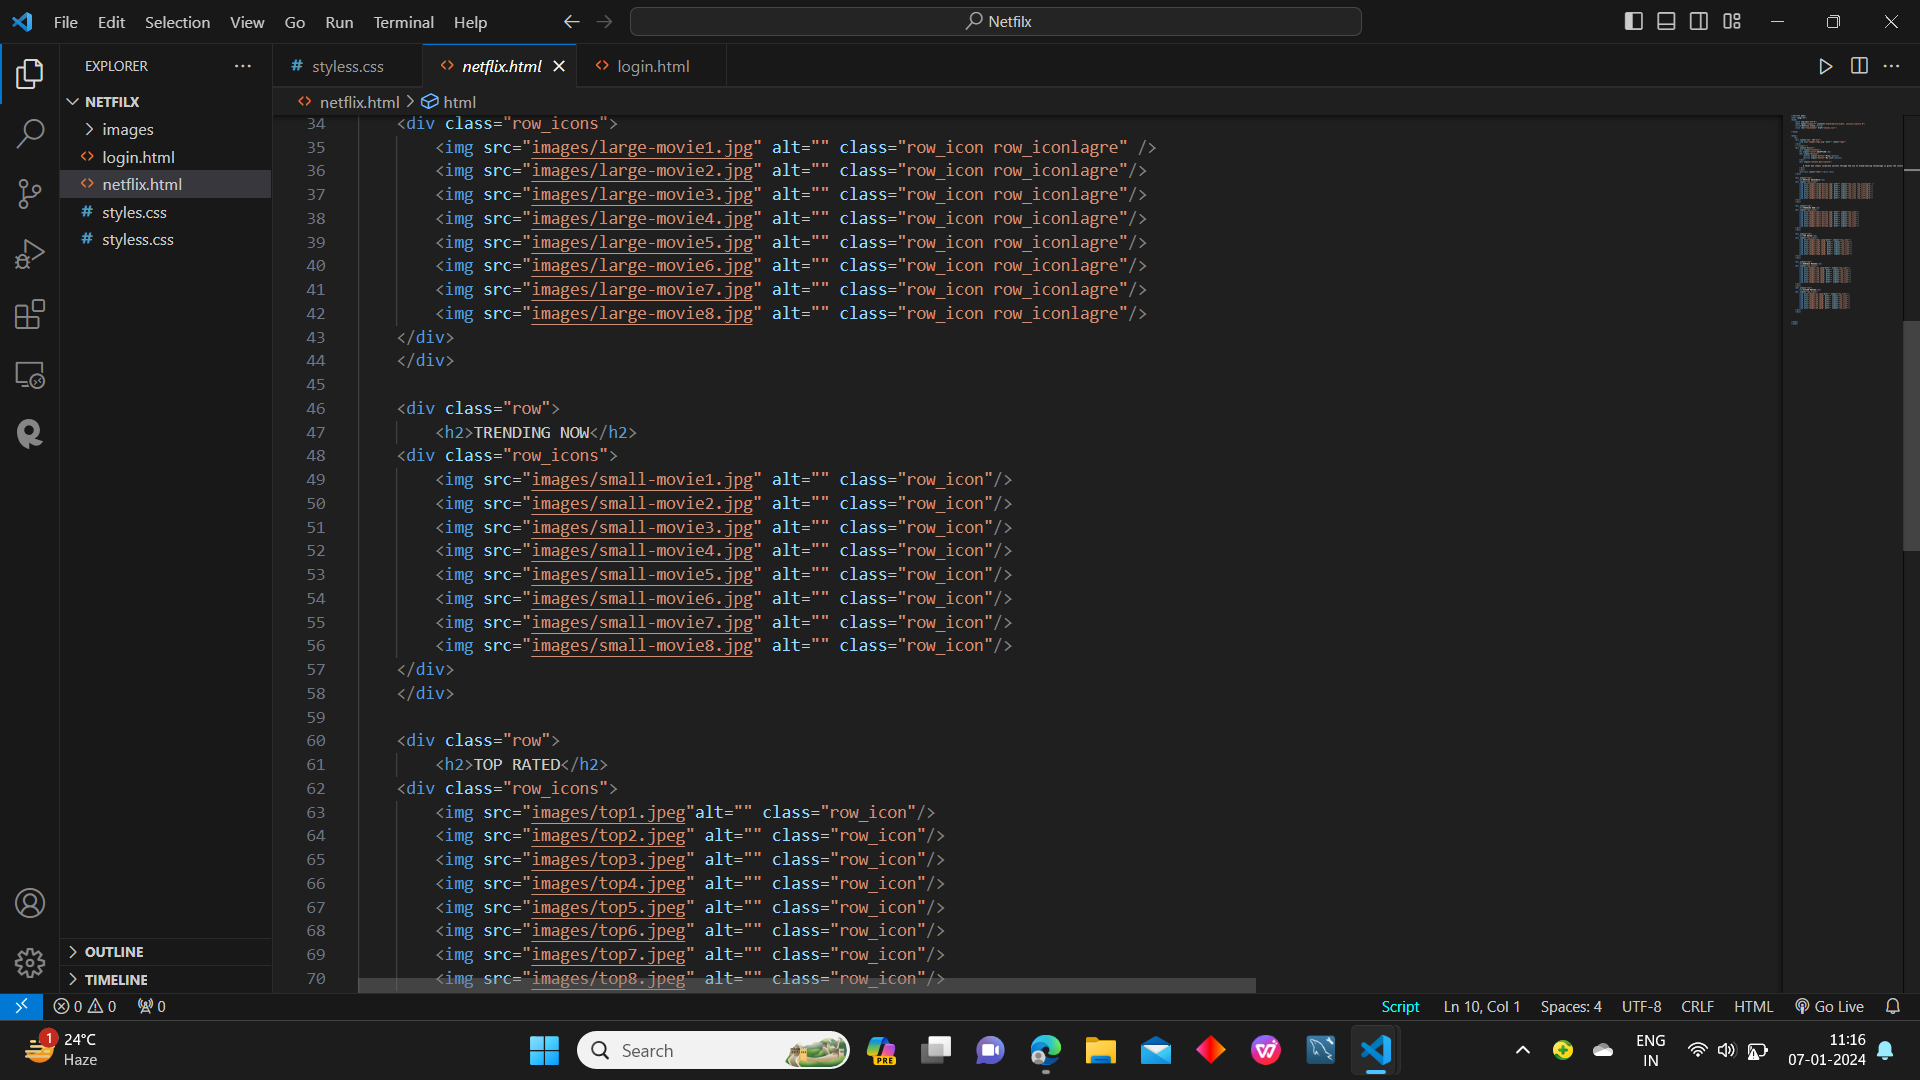 File Edit Selection View Go Run Terminal Help
Netfilx
EXPLORER
NETFILX
images
login.html
netflix.html
styles.css
styless.css
OUTLINE
TIMELINE
styless.css netflix.html login.html
netflix.html > html
34 <div class="row_icons">
35 <img src="images/large-movie1.jpg" alt="" class="row_icon row_iconlagre" />
36 <img src="images/large-movie2.jpg" alt="" class="row_icon row_iconlagre"/>
37 <img src="images/large-movie3.jpg" alt="" class="row_icon row_iconlagre"/>
38 <img src="images/large-movie4.jpg" alt="" class="row_icon row_iconlagre"/>
39 <img src="images/large-movie5.jpg" alt="" class="row_icon row_iconlagre"/>
40 <img src="images/large-movie6.jpg" alt="" class="row_icon row_iconlagre"/>
41 <img src="images/large-movie7.jpg" alt="" class="row_icon row_iconlagre"/>
42 <img src="images/large-movie8.jpg" alt="" class="row_icon row_iconlagre"/>
43 </div>
44 </div>
45
46 <div class="row">
47 <h2>TRENDING NOW</h2>
48 <div class="row_icons">
49 <img src="images/small-movie1.jpg" alt="" class="row_icon"/>
50 <img src="images/small-movie2.jpg" alt="" class="row_icon"/>
51 <img src="images/small-movie3.jpg" alt="" class="row_icon"/>
52 <img src="images/small-movie4.jpg" alt="" class="row_icon"/>
53 <img src="images/small-movie5.jpg" alt="" class="row_icon"/>
54 <img src="images/small-movie6.jpg" alt="" class="row_icon"/>
55 <img src="images/small-movie7.jpg" alt="" class="row_icon"/>
56 <img src="images/small-movie8.jpg" alt="" class="row_icon"/>
57 </div>
58 </div>
59
60 <div class="row">
61 <h2>TOP RATED</h2>
62 <div class="row_icons">
63 <img src="images/top1.jpeg"alt="" class="row_icon"/>
64 <img src="images/top2.jpeg" alt="" class="row_icon"/>
65 <img src="images/top3.jpeg" alt="" class="row_icon"/>
66 <img src="images/top4.jpeg" alt="" class="row_icon"/>
67 <img src="images/top5.jpeg" alt="" class="row_icon"/>
68 <img src="images/top6.jpeg" alt="" class="row_icon"/>
69 <img src="images/top7.jpeg" alt="" class="row_icon"/>
70 <img src="images/top8.jpeg" alt="" class="row_icon"/>
0 0 0 Script Ln 10, Col 1 Spaces: 4 UTF-8 CRLF HTML Go Live
1 24°C
Haze
Search
PRE
ENG
IN
11:16
07-01-2024